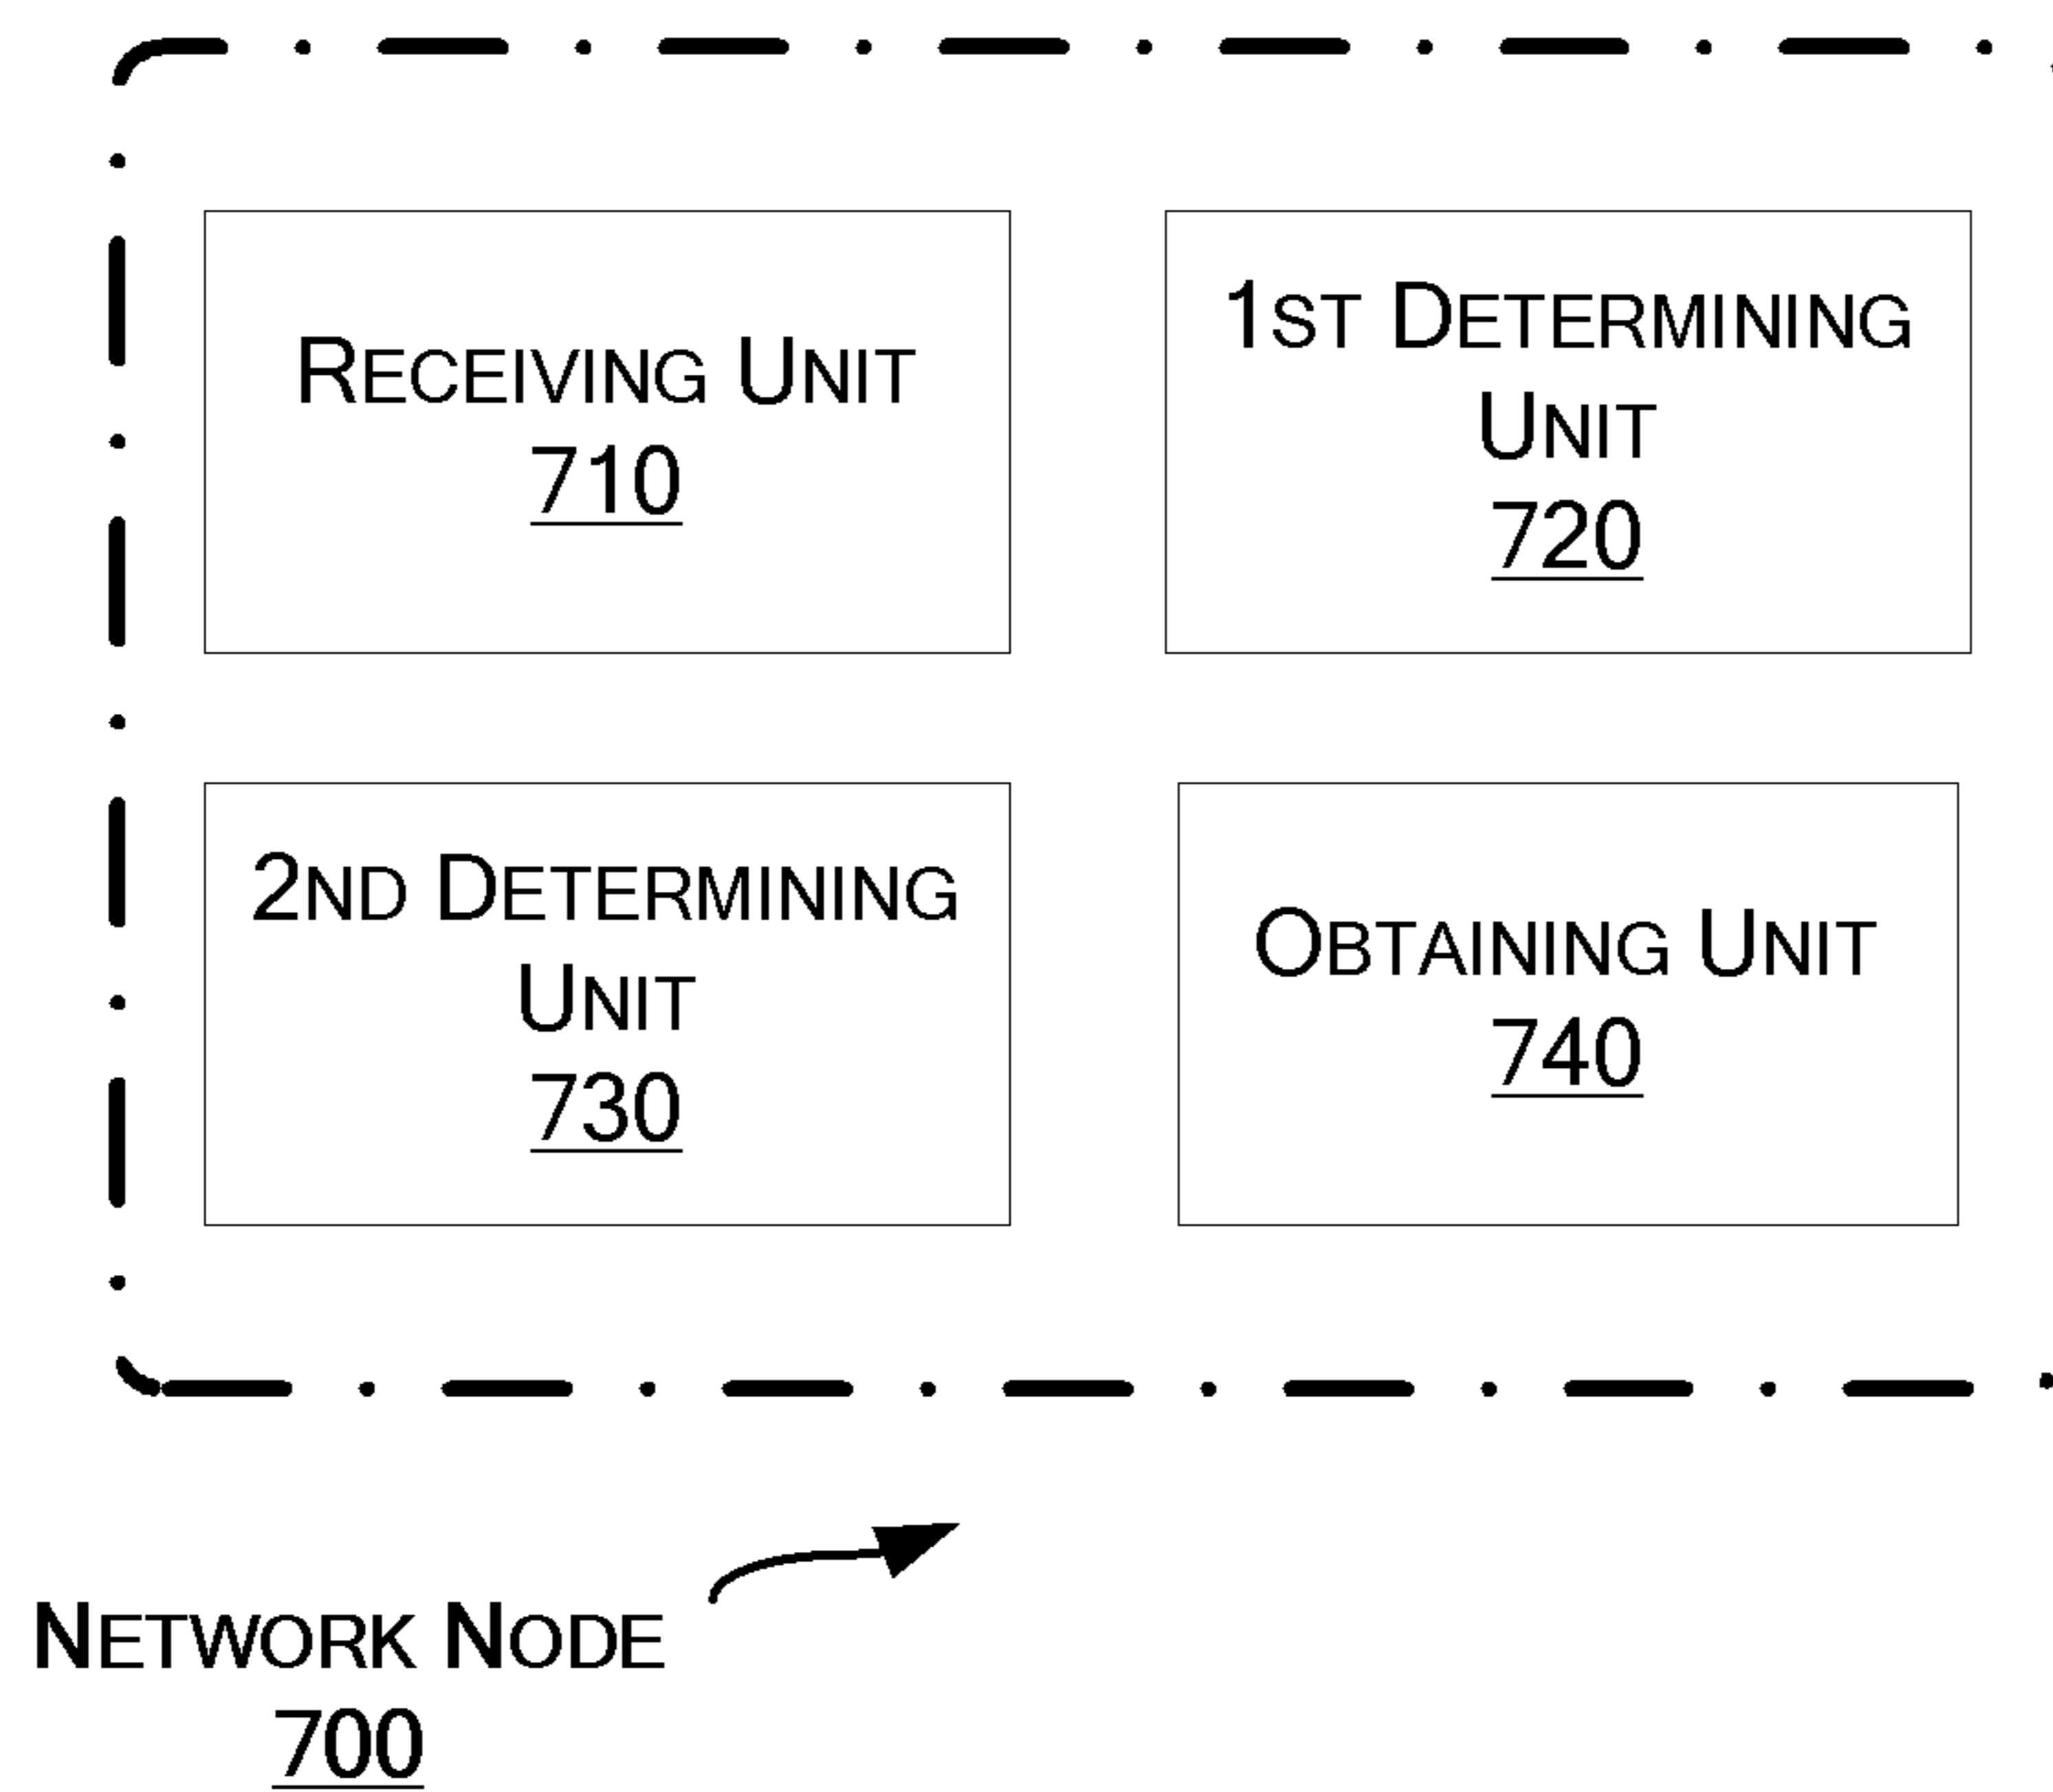 Receiving Unit
710
1st Determining
Unit
720
2nd Determining
Unit
730
Obtaining Unit
740
Network Node
700